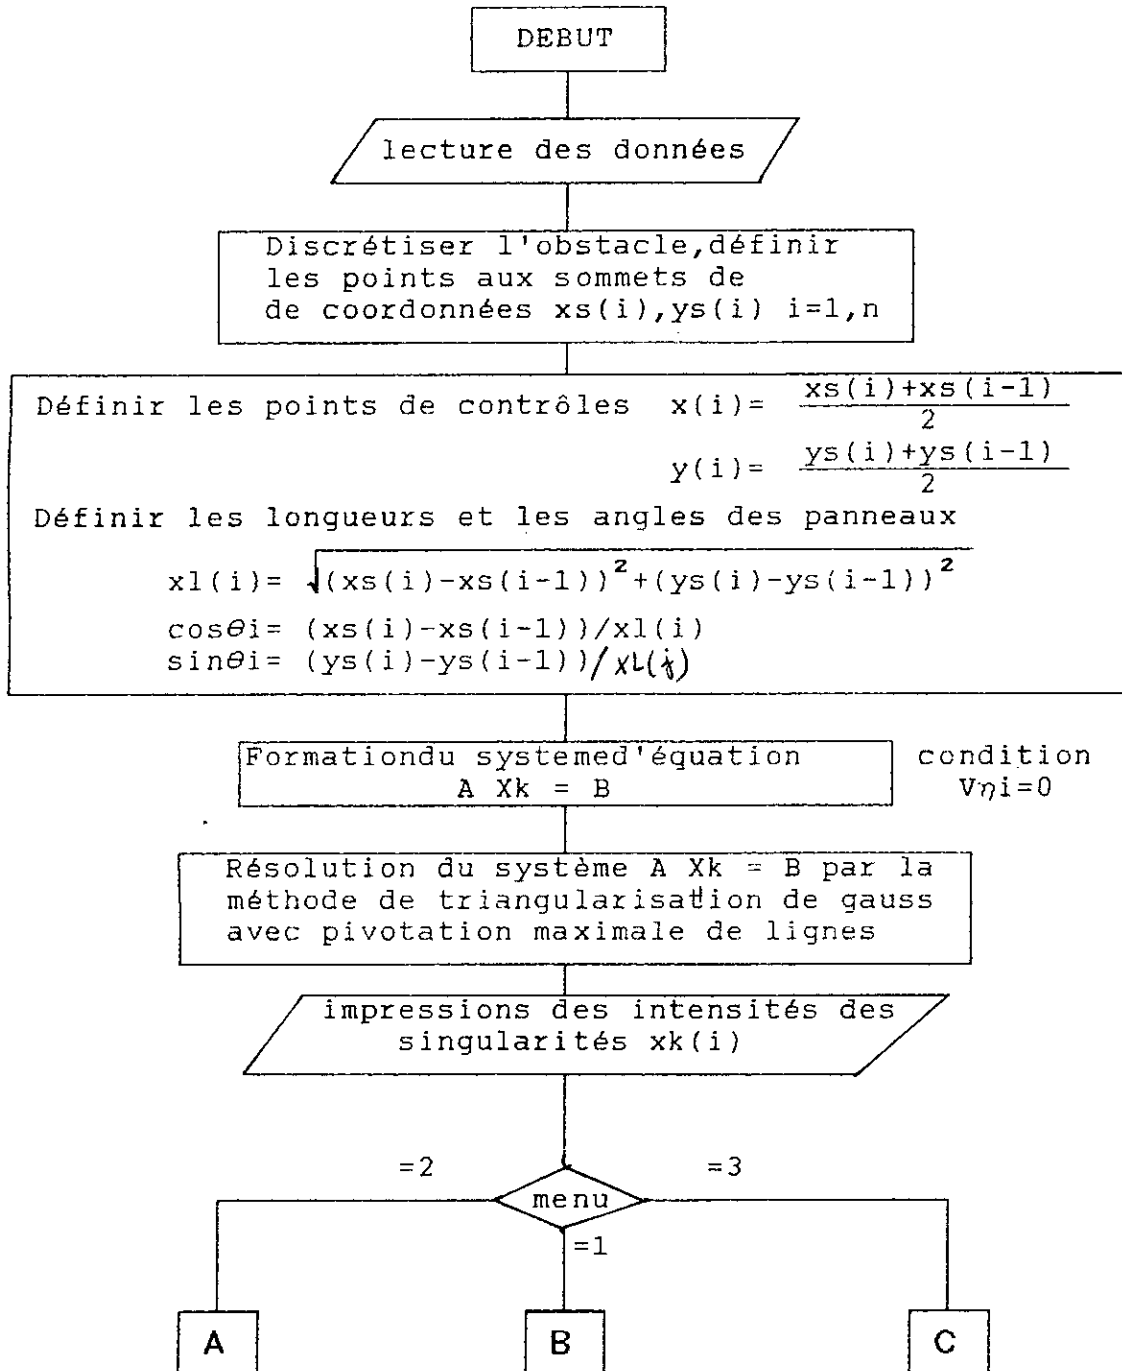 DEBUT
lecture des données
Discrétiser l'obstacle,définir
les points aux sommets de
de coordonnées xs(i),ys(i) i=1,n
Définir les points de contrôles x(i)= xs(i)+xs(i-1)
2
y(i)= ys(i)+ys(i-1)
2
Définir les longueurs et les angles des panneaux
xl(i)= √(xs(i)-xs(i-1))²+(ys(i)-ys(i-1))²
cosθi= (xs(i)-xs(i-1))/xl(i)
sinθi= (ys(i)-ys(i-1))/xL(j)
Formationdu systemed'équation condition
A Xk = B Vηi=0
Résolution du système A Xk = B par la
méthode de triangularisation de gauss
avec pivotation maximale de lignes
impressions des intensités des
singularités xk(i)
=2 =3
menu
=1
A B C